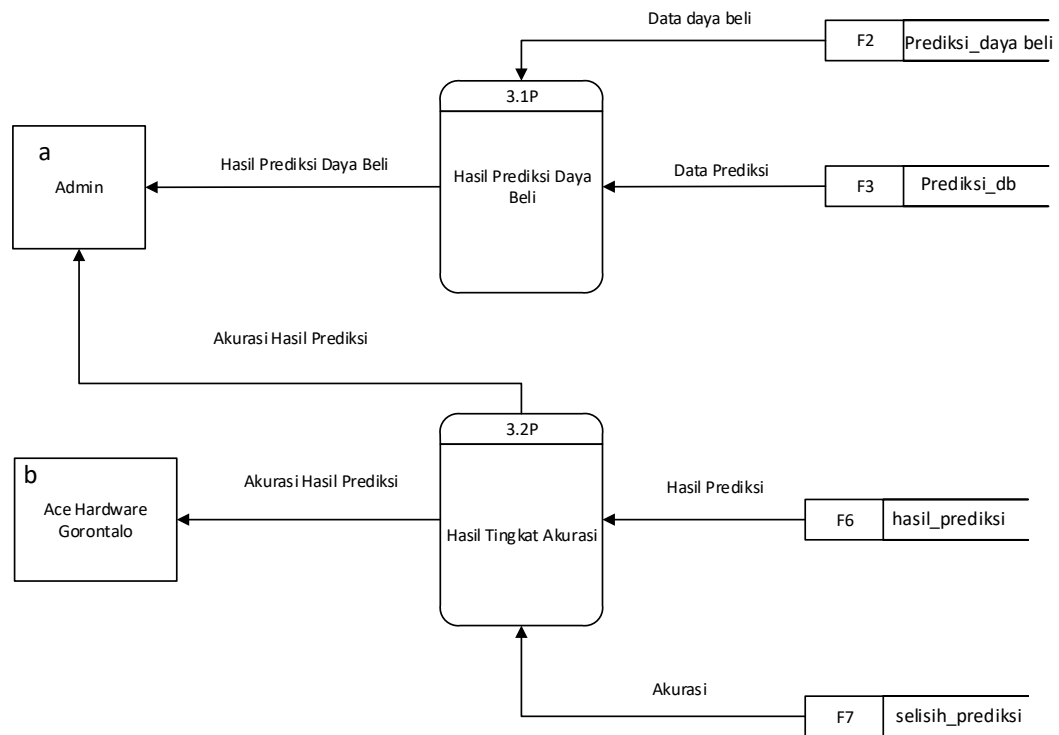 Data daya beli
F2
Prediksi_daya beli
3.1P
a
Admin
Hasil Prediksi Daya Beli
Hasil Prediksi Daya
Beli
Data Prediksi
F3
Prediksi_db
Akurasi Hasil Prediksi
3.2P
b
Ace Hardware
Gorontalo
Akurasi Hasil Prediksi
Hasil Tingkat Akurasi
Hasil Prediksi
F6
hasil_prediksi
Akurasi
F7
selisih_prediksi